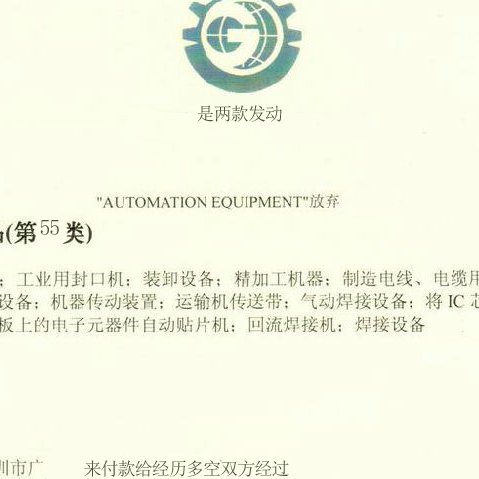 是两款发动
"AUTOMATION EQUIPMENT"放弃
(第55类)
；工业用封口机；装卸设备；精加工机器；制造电线、电缆用
设备；机器传动装置；运输机传送带；气动焊接设备；将 IC 芯
板上的电子元器件自动贴片机；回流焊接机；焊接设备
圳市广 来付款给经历多空双方经过